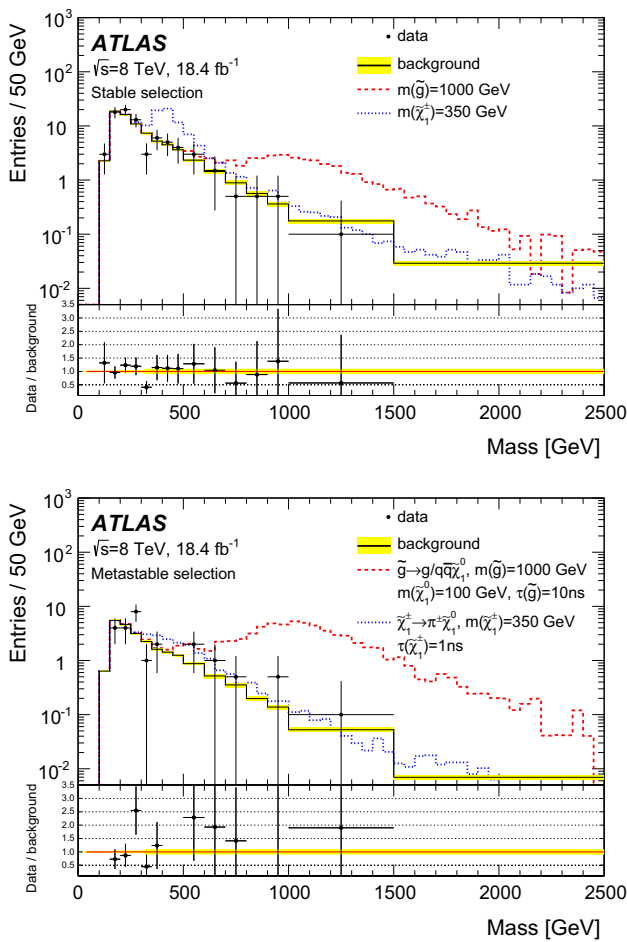 Entries / 50 GeV
10³
10²
10
1
10⁻¹
10⁻²
ATLAS
√s=8 TeV, 18.4 fb⁻¹
Stable selection
data
background
m(g̃)=1000 GeV
m(χ̃₁±)=350 GeV
Data / background
3.5
3.0
2.5
2.0
1.5
1.0
0.5
0 500 1000 1500 2000 2500
Mass [GeV]
Entries / 50 GeV
10³
10²
10
1
10⁻¹
10⁻²
ATLAS
√s=8 TeV, 18.4 fb⁻¹
Metastable selection
data
background
g̃→g/qq̅χ̃₁⁰, m(g̃)=1000 GeV
m(χ̃₁⁰)=100 GeV, τ(g̃)=10ns
χ̃₁±→π±χ̃₁⁰, m(χ̃₁±)=350 GeV
τ(χ̃₁±)=1ns
Data / background
3.5
3.0
2.5
2.0
1.5
1.0
0.5
0 500 1000 1500 2000 2500
Mass [GeV]